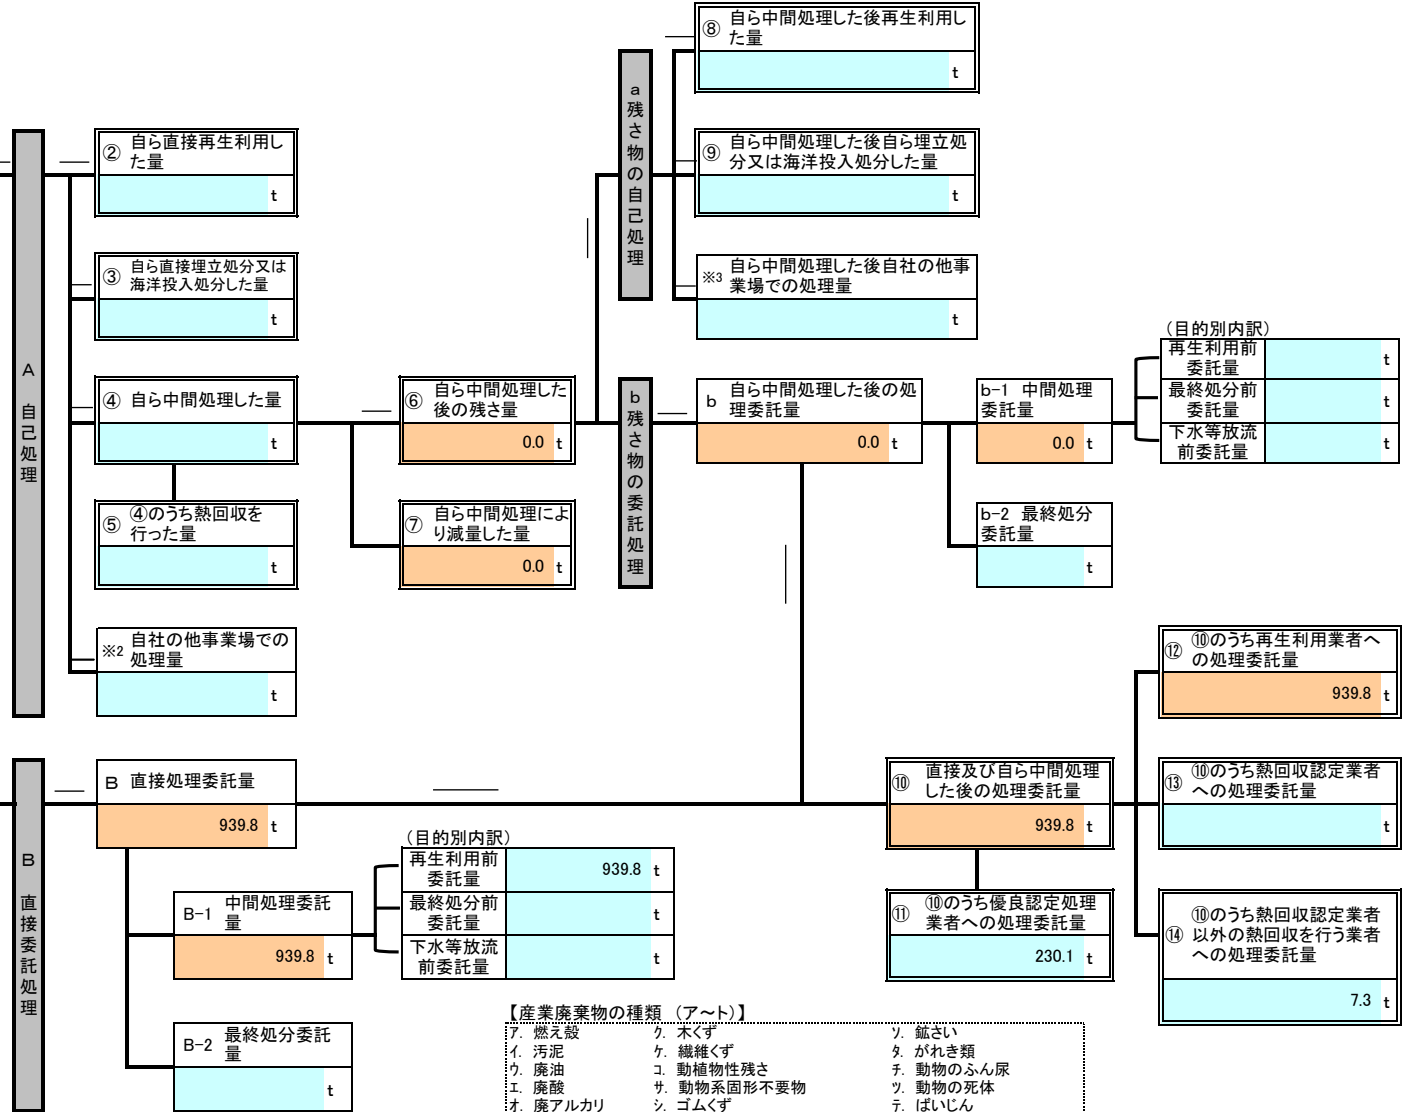 ⑧ 自ら中間処理した後再生利用し
た量
t
a 残さ物の自己処理
A 自己処理
② 自ら直接再生利用し
た量
t
⑨ 自ら中間処理した後自ら埋立処
分又は海洋投入処分した量
t
③ 自ら直接埋立処分又は
海洋投入処分した量
t
※3 自ら中間処理した後自社の他事
業場での処理量
t
④ 自ら中間処理した量
t
⑥ 自ら中間処理した
後の残さ量
0.0 t
b 残さ物の委託処理
b 自ら中間処理した後の処
理委託量
0.0 t
b-1 中間処理
委託量
0.0 t
（目的別内訳）
再生利用前
委託量
t
最終処分前
委託量
t
下水等放流
前委託量
t
⑤ ④のうち熱回収を
行った量
t
⑦ 自ら中間処理によ
り減量した量
0.0 t
b-2 最終処分
委託量
t
※2 自社の他事業場での
処理量
t
⑫ ⑩のうち再生利用業者へ
の処理委託量
939.8 t
B 直接委託処理
B 直接処理委託量
939.8 t
⑩ 直接及び自ら中間処理
した後の処理委託量
939.8 t
⑬ ⑩のうち熱回収認定業者
への処理委託量
t
（目的別内訳）
再生利用前
委託量
939.8 t
最終処分前
委託量
t
下水等放流
前委託量
t
B-1 中間処理委託
量
939.8 t
⑪ ⑩のうち優良認定処理
業者への処理委託量
230.1 t
⑭ ⑩のうち熱回収認定業者
以外の熱回収を行う業者
への処理委託量
7.3 t
B-2 最終処分委託
量
t
【産業廃棄物の種類 （ア～ト）】
ア. 燃え殻 ク. 木くず ソ. 鉱さい
イ. 汚泥 ケ. 繊維くず タ. がれき類
ウ. 廃油 コ. 動植物性残さ チ. 動物のふん尿
エ. 廃酸 サ. 動物系固形不要物 ツ. 動物の死体
オ. 廃アルカリ シ. ゴムくず テ. ばいじん